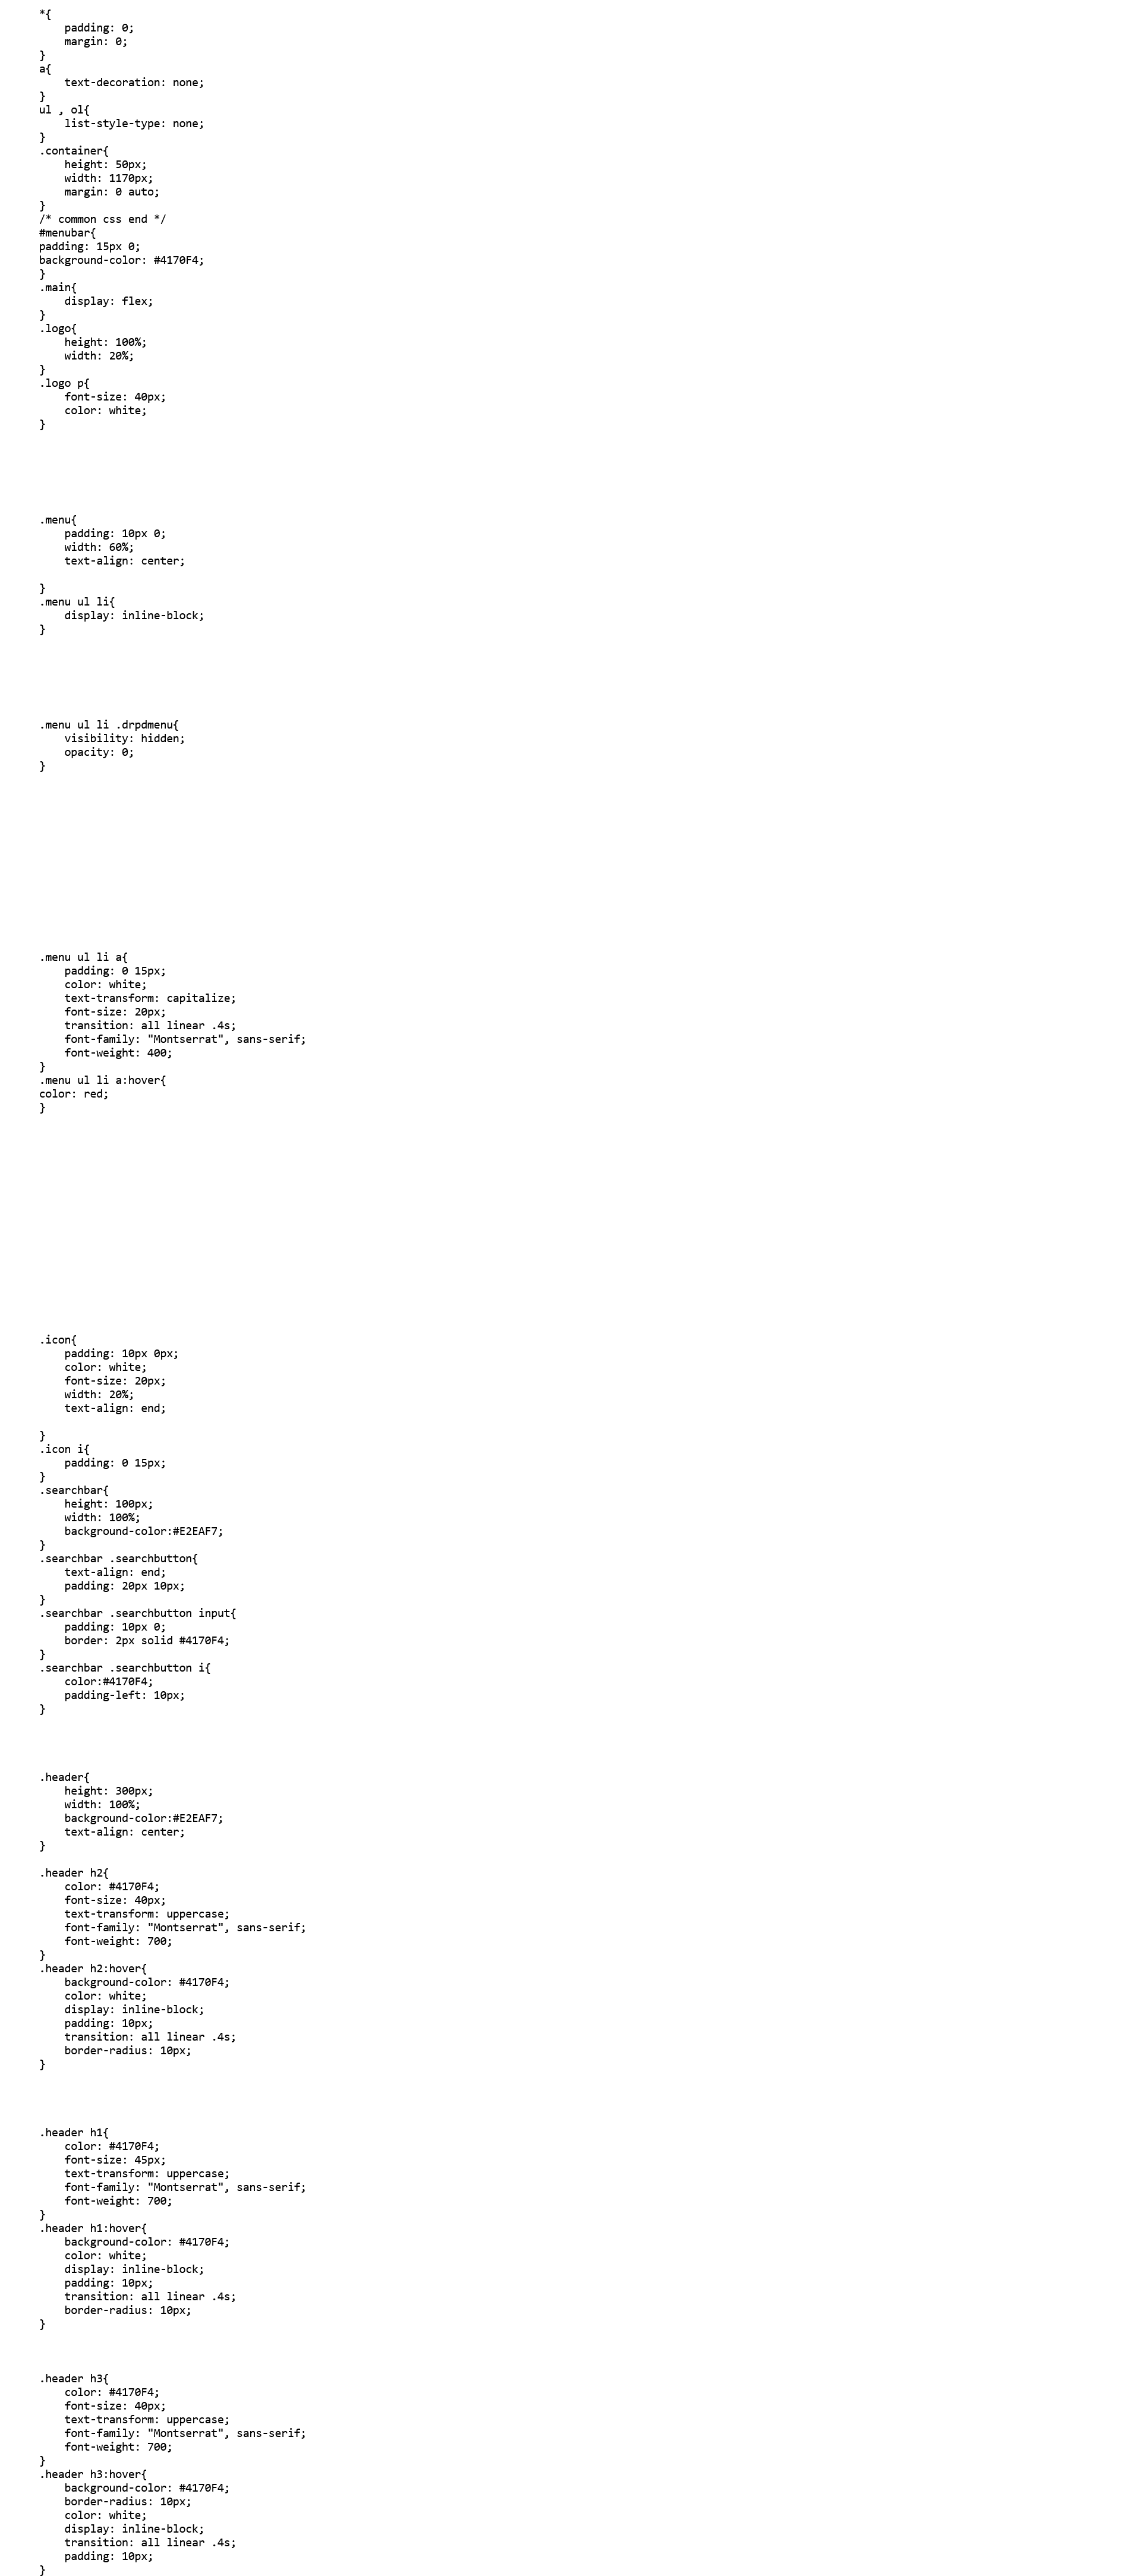 *{
    padding: 0;
    margin: 0;
}
a{
    text-decoration: none;
}
ul , ol{
    list-style-type: none;
}
.container{
    height: 50px;
    width: 1170px;
    margin: 0 auto;
}
/* common css end */
#menubar{
padding: 15px 0;
background-color: #4170F4;
}
.main{
    display: flex;
}
.logo{
    height: 100%;
    width: 20%;
}
.logo p{
    font-size: 40px;
    color: white;
}
.menu{
    padding: 10px 0;
    width: 60%;
    text-align: center;
}
.menu ul li{
    display: inline-block;
}
.menu ul li .drpdmenu{
    visibility: hidden;
    opacity: 0;
}
.menu ul li a{
    padding: 0 15px;
    color: white;
    text-transform: capitalize;
    font-size: 20px;
    transition: all linear .4s;
    font-family: "Montserrat", sans-serif;
    font-weight: 400;
}
.menu ul li a:hover{
color: red;
}
.icon{
    padding: 10px 0px;
    color: white;
    font-size: 20px;
    width: 20%;
    text-align: end;
}
.icon i{
    padding: 0 15px;
}
.searchbar{
    height: 100px;
    width: 100%;
    background-color:#E2EAF7;
}
.searchbar .searchbutton{
    text-align: end;
    padding: 20px 10px;
}
.searchbar .searchbutton input{
    padding: 10px 0;
    border: 2px solid #4170F4;
}
.searchbar .searchbutton i{
    color:#4170F4;
    padding-left: 10px;
}
.header{
    height: 300px;
    width: 100%;
    background-color:#E2EAF7;
    text-align: center;
}
.header h2{
    color: #4170F4;
    font-size: 40px;
    text-transform: uppercase;
    font-family: "Montserrat", sans-serif;
    font-weight: 700;
}
.header h2:hover{
    background-color: #4170F4;
    color: white;
    display: inline-block;
    padding: 10px;
    transition: all linear .4s;
    border-radius: 10px;
}
.header h1{
    color: #4170F4;
    font-size: 45px;
    text-transform: uppercase;
    font-family: "Montserrat", sans-serif;
    font-weight: 700;
}
.header h1:hover{
    background-color: #4170F4;
    color: white;
    display: inline-block;
    padding: 10px;
    transition: all linear .4s;
    border-radius: 10px;
}
.header h3{
    color: #4170F4;
    font-size: 40px;
    text-transform: uppercase;
    font-family: "Montserrat", sans-serif;
    font-weight: 700;
}
.header h3:hover{
    background-color: #4170F4;
    border-radius: 10px;
    color: white;
    display: inline-block;
    transition: all linear .4s;
    padding: 10px;
}